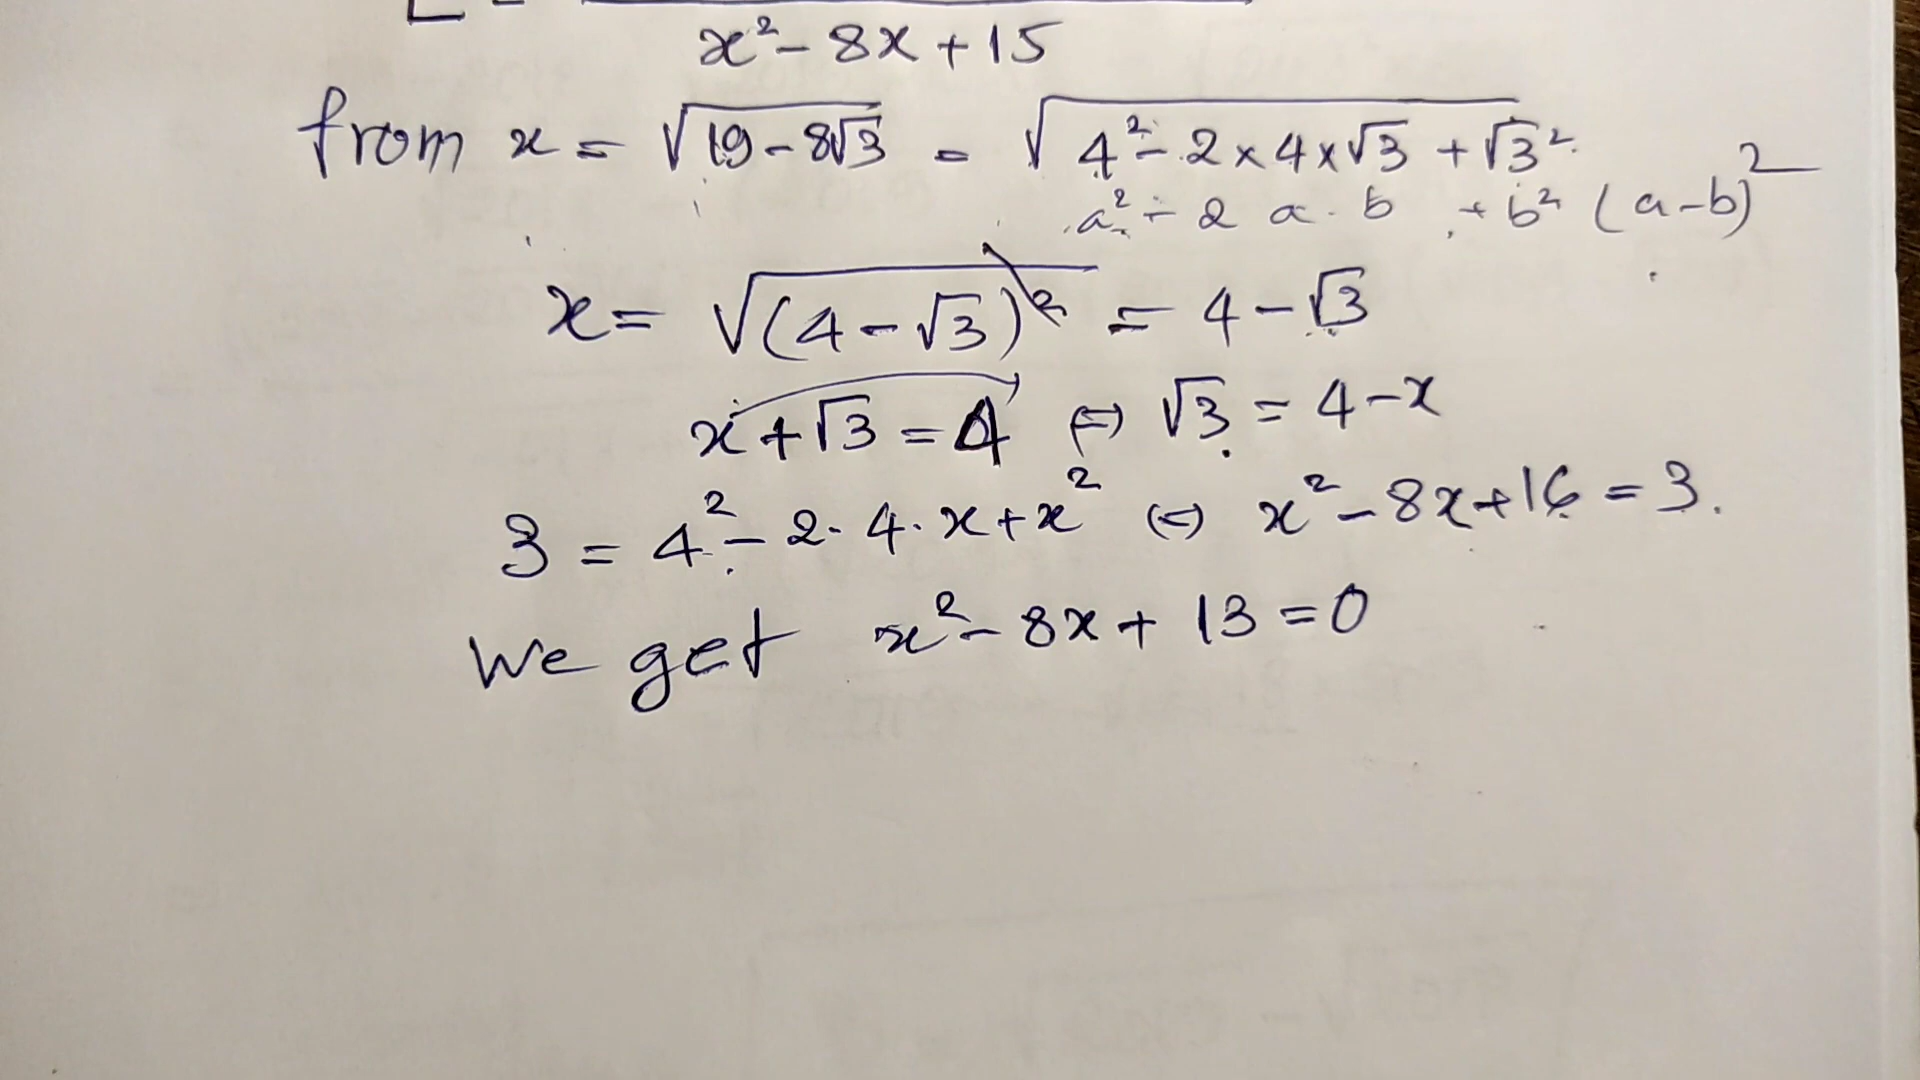 x² - 8x + 15
from x = √(19 - 8√3) = √(4² - 2 × 4 × √3 + √3²)
a² - 2 a · b + b² (a - b)²
x = √((4 - √3)²) = 4 - √3
x + √3 = 4 ⇔ √3 = 4 - x
3 = 4² - 2 · 4 · x + x² ⇔ x² - 8x + 16 = 3.
We get x² - 8x + 13 = 0